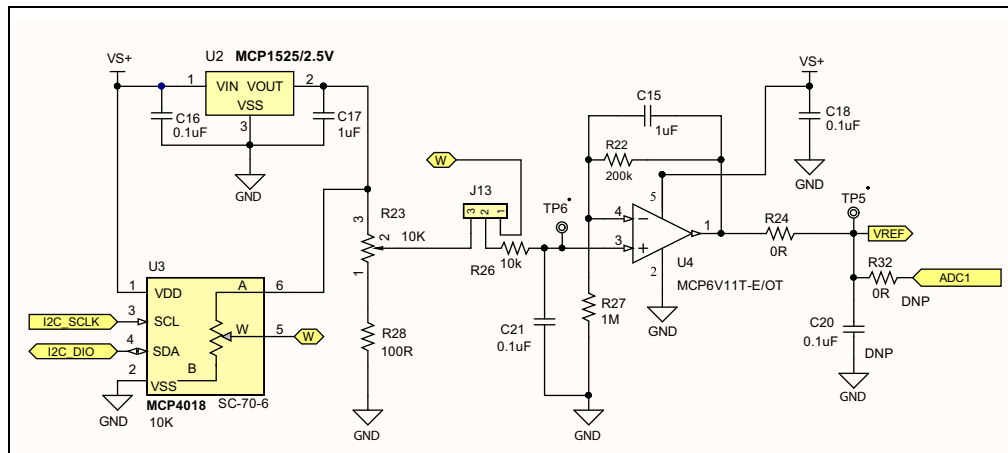 U2 MCP1525/2.5V
VS+
1
VIN VOUT
2
VSS
3
C16
0.1uF
C17
1uF
GND
W
J13
3 2 1
R23
3
2
10K
1
R26
10k
TP6
C15
1uF
R22
200k
VS+
C18
0.1uF
GND
5
4
3
1
2
U4
MCP6V11T-E/OT
GND
R24
0R
TP5
VREF
R32
0R
ADC1
DNP
C20
0.1uF
DNP
GND
C21
0.1uF
R27
1M
GND
R28
100R
GND
U3
1
VDD
A
6
I2C_SCLK
3
SCL
W
5
W
I2C_DIO
4
SDA
2
VSS
B
GND
MCP4018
SC-70-6
10K